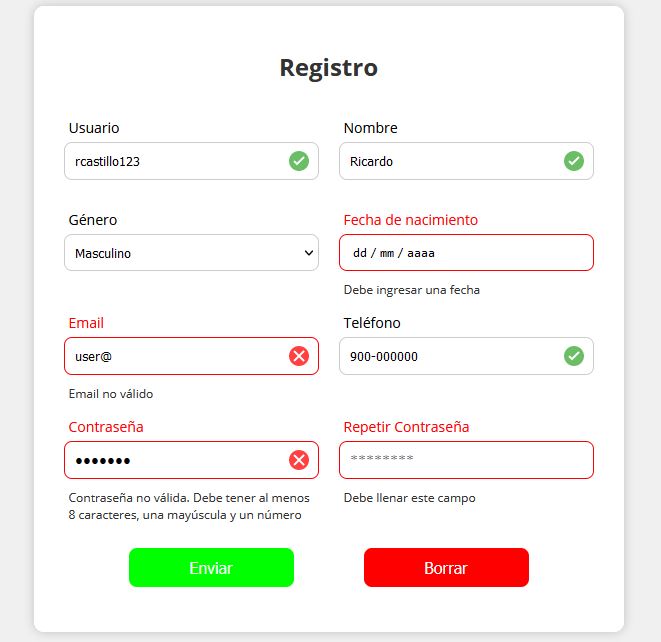 Registro
Usuario
Nombre
rcastillo123
Ricardo
Género
Fecha de nacimiento
Masculino
dd / mm / aaaa
Debe ingresar una fecha
Email
Teléfono
user@
900-000000
Email no válido
Contraseña
Repetir Contraseña
•••••••
********
Contraseña no válida. Debe tener al menos
8 caracteres, una mayúscula y un número
Debe llenar este campo
Enviar
Borrar